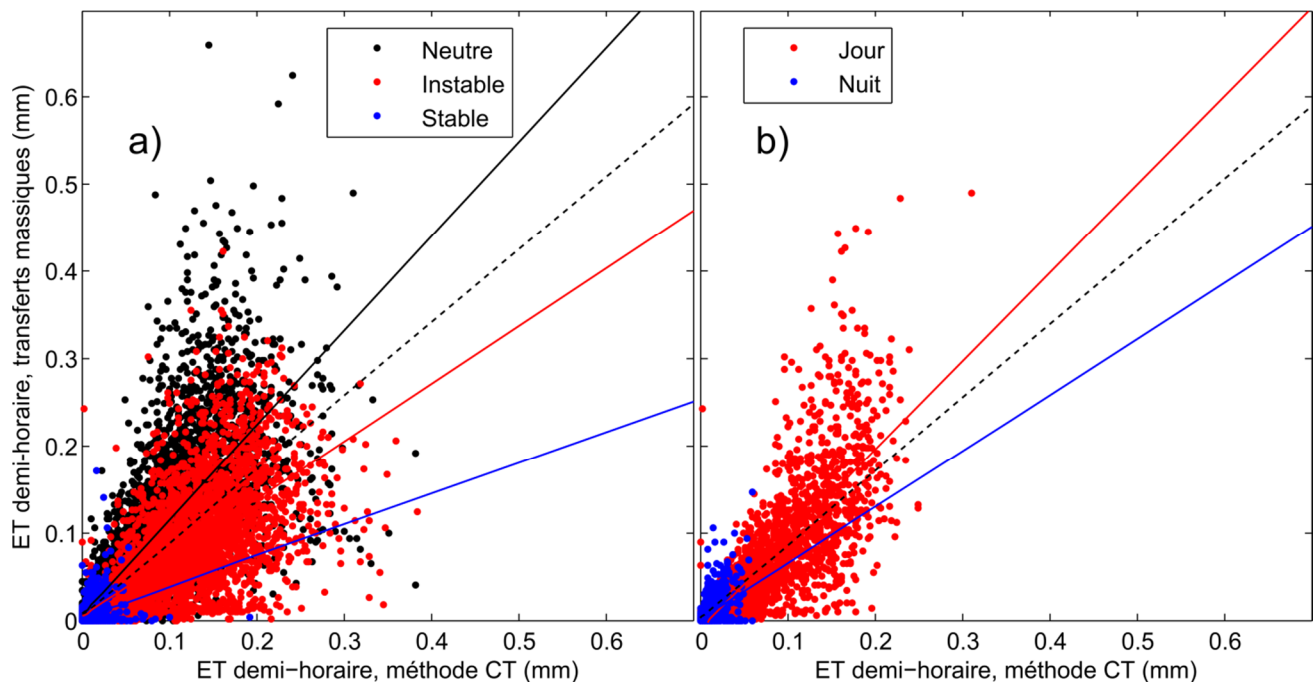 ET demi−horaire, transferts massiques (mm)
a)
Neutre
Instable
Stable
0.6
0.5
0.4
0.3
0.2
0.1
0
0 0.1 0.2 0.3 0.4 0.5 0.6
ET demi−horaire, méthode CT (mm)
b)
Jour
Nuit
0 0.1 0.2 0.3 0.4 0.5 0.6
ET demi−horaire, méthode CT (mm)